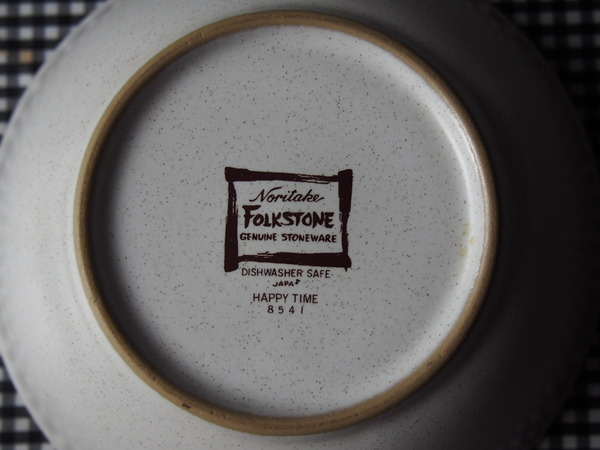 Noritake
FOLKSTONE
GENUINE STONEWARE
DISHWASHER SAFE
JAPAN
HAPPY TIME
8541